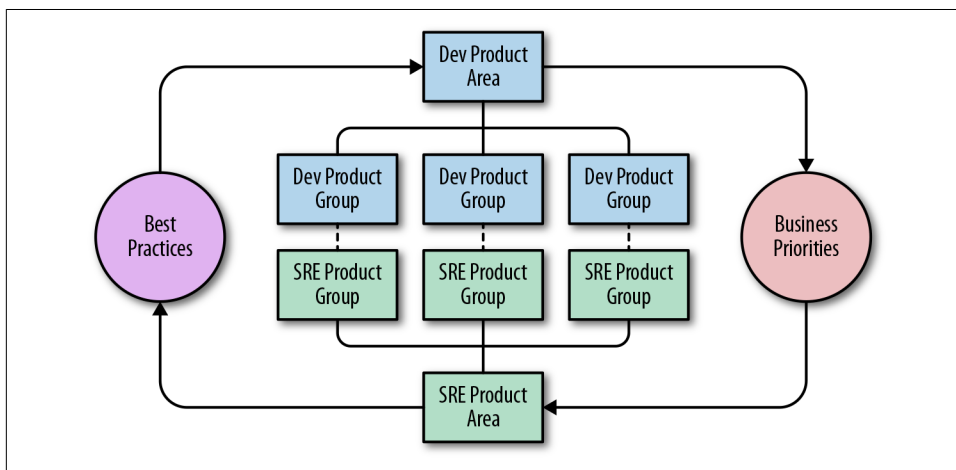 Dev Product
Area
Dev Product
Group
Dev Product
Group
Dev Product
Group
Best
Practices
Business
Priorities
SRE Product
Group
SRE Product
Group
SRE Product
Group
SRE Product
Area